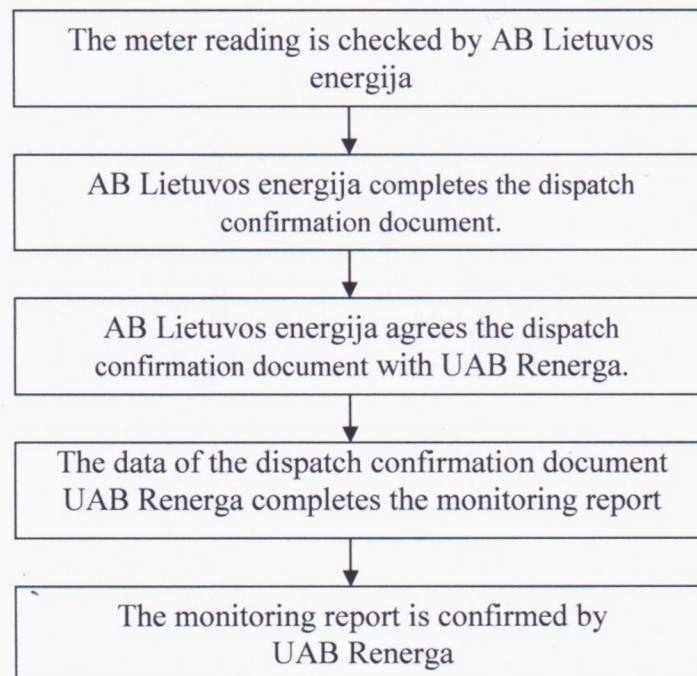 The meter reading is checked by AB Lietuvos
energija
AB Lietuvos energija completes the dispatch
confirmation document.
AB Lietuvos energija agrees the dispatch
confirmation document with UAB Renerga.
The data of the dispatch confirmation document
UAB Renerga completes the monitoring report
The monitoring report is confirmed by
UAB Renerga